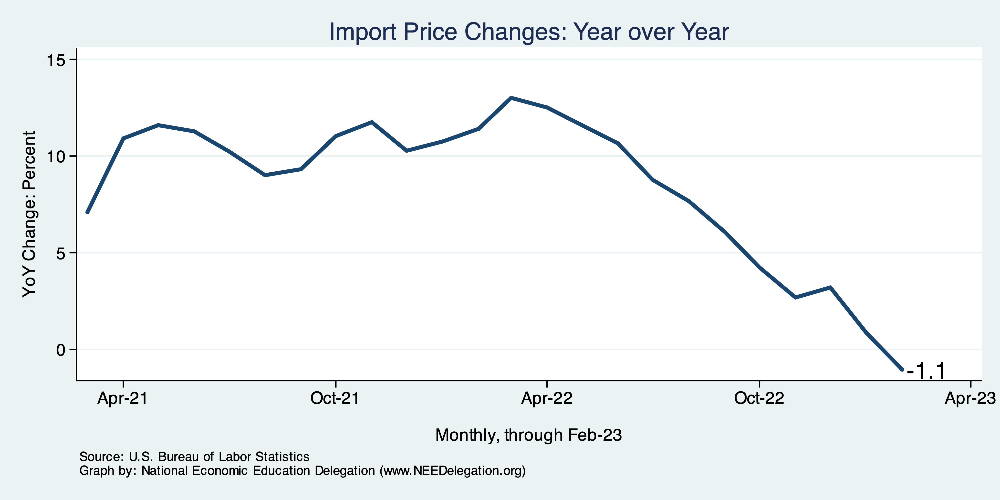 Import Price Changes: Year over Year
YoY Change: Percent
15
10
5
0
-1.1
Apr-21
Oct-21
Apr-22
Oct-22
Apr-23
Monthly, through Feb-23
Source: U.S. Bureau of Labor Statistics
Graph by: National Economic Education Delegation (www.NEEDelegation.org)